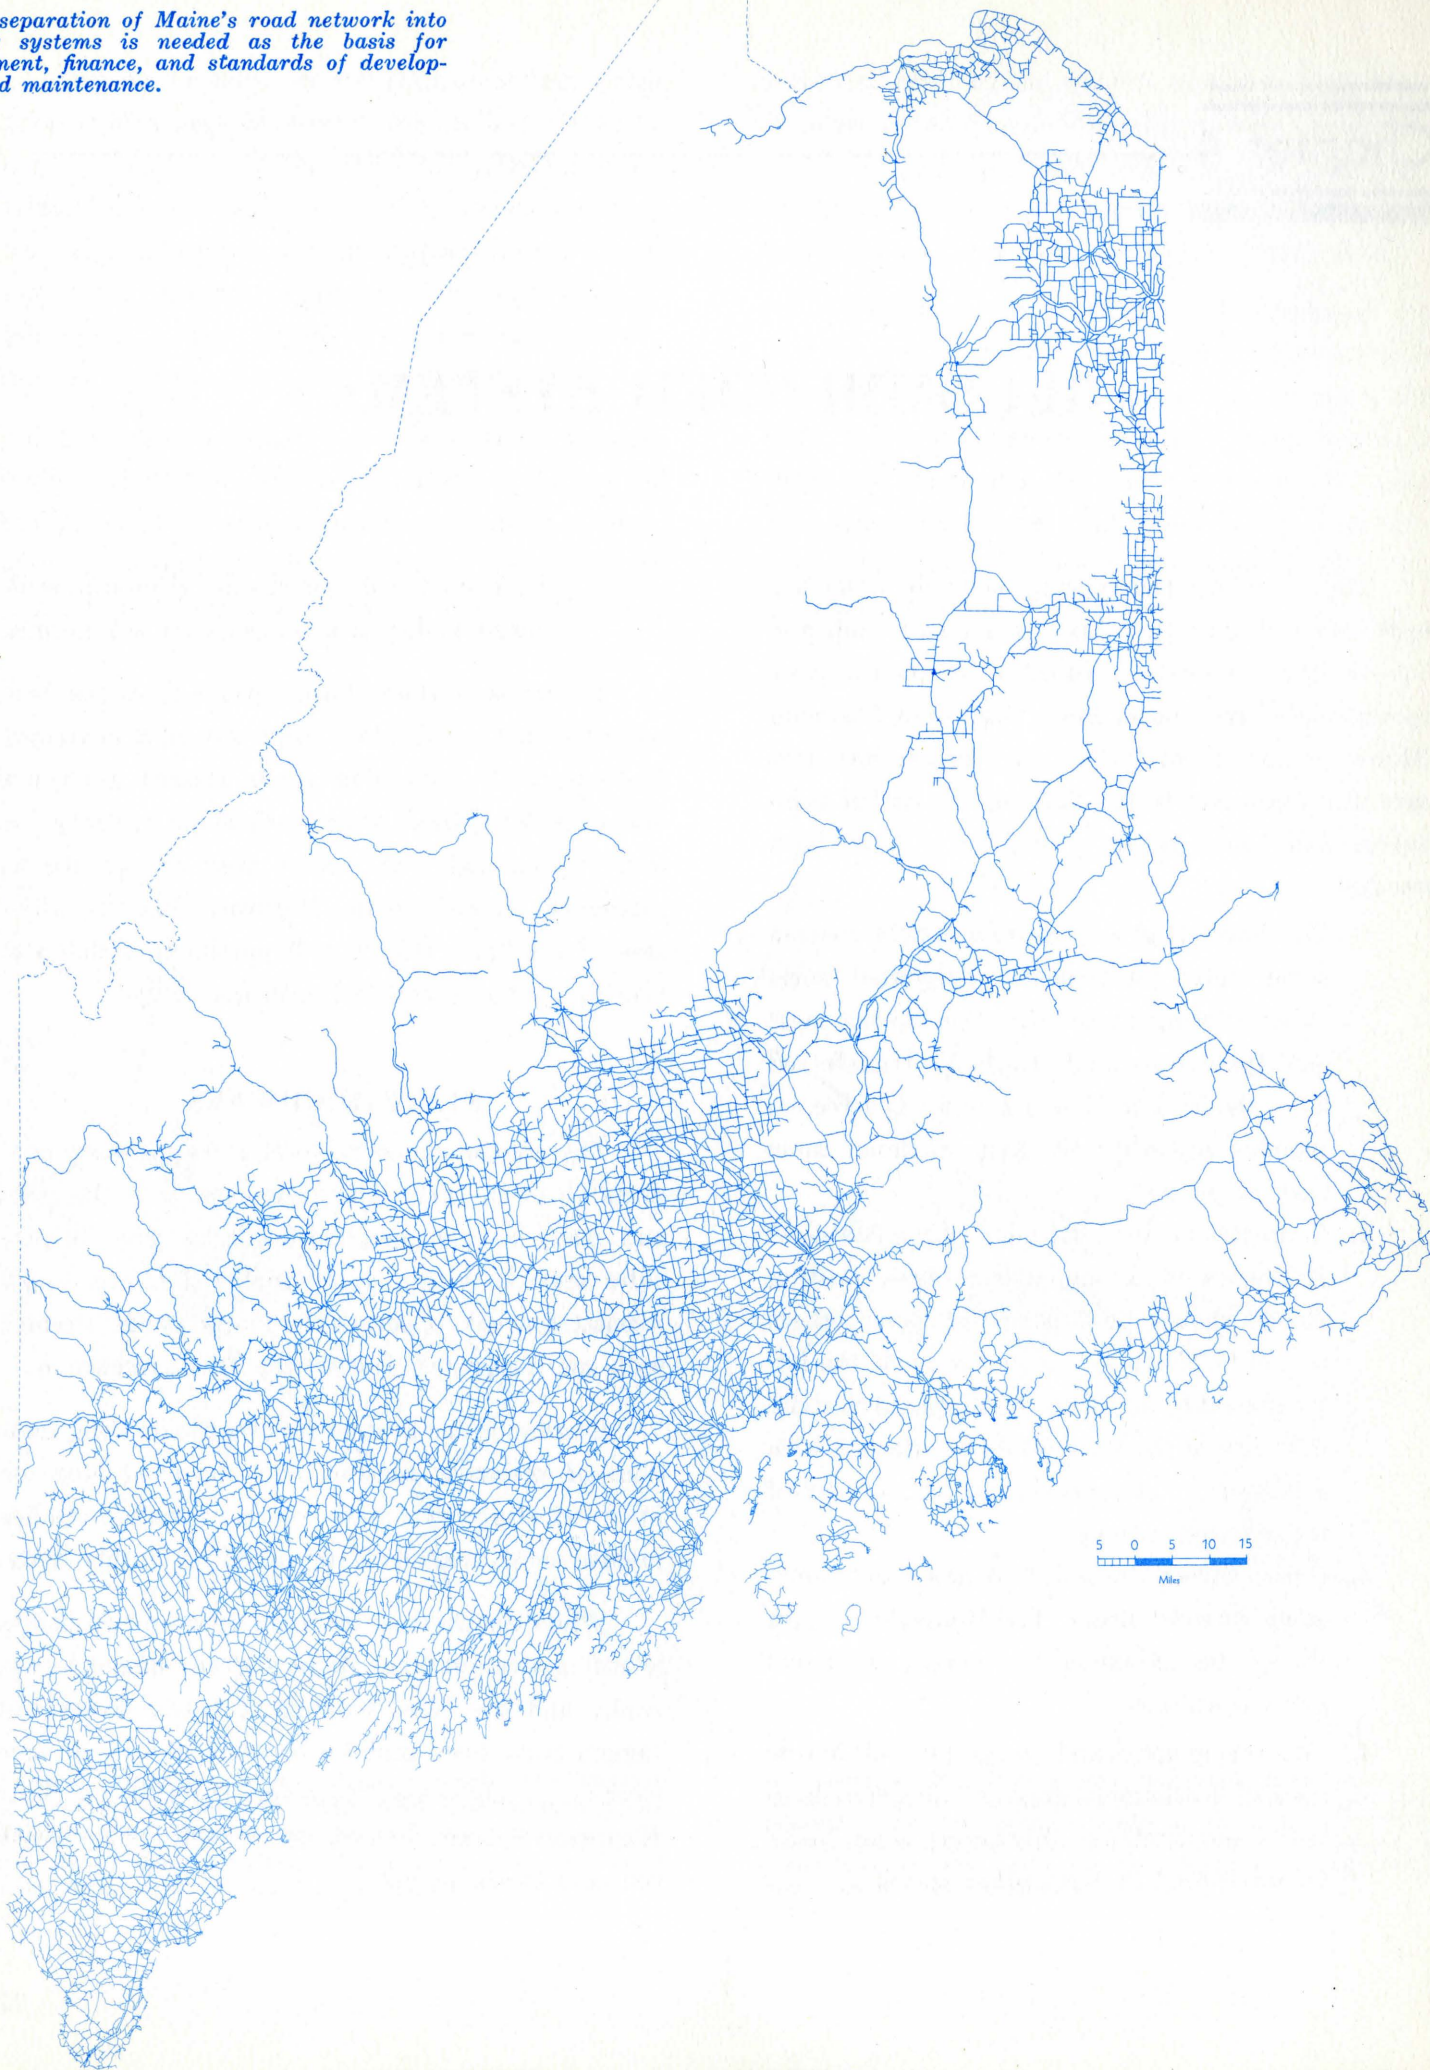 separation of Maine's road network into
systems is needed as the basis for
ment, finance, and standards of develop-
d maintenance.
5 0 5 10 15
Miles